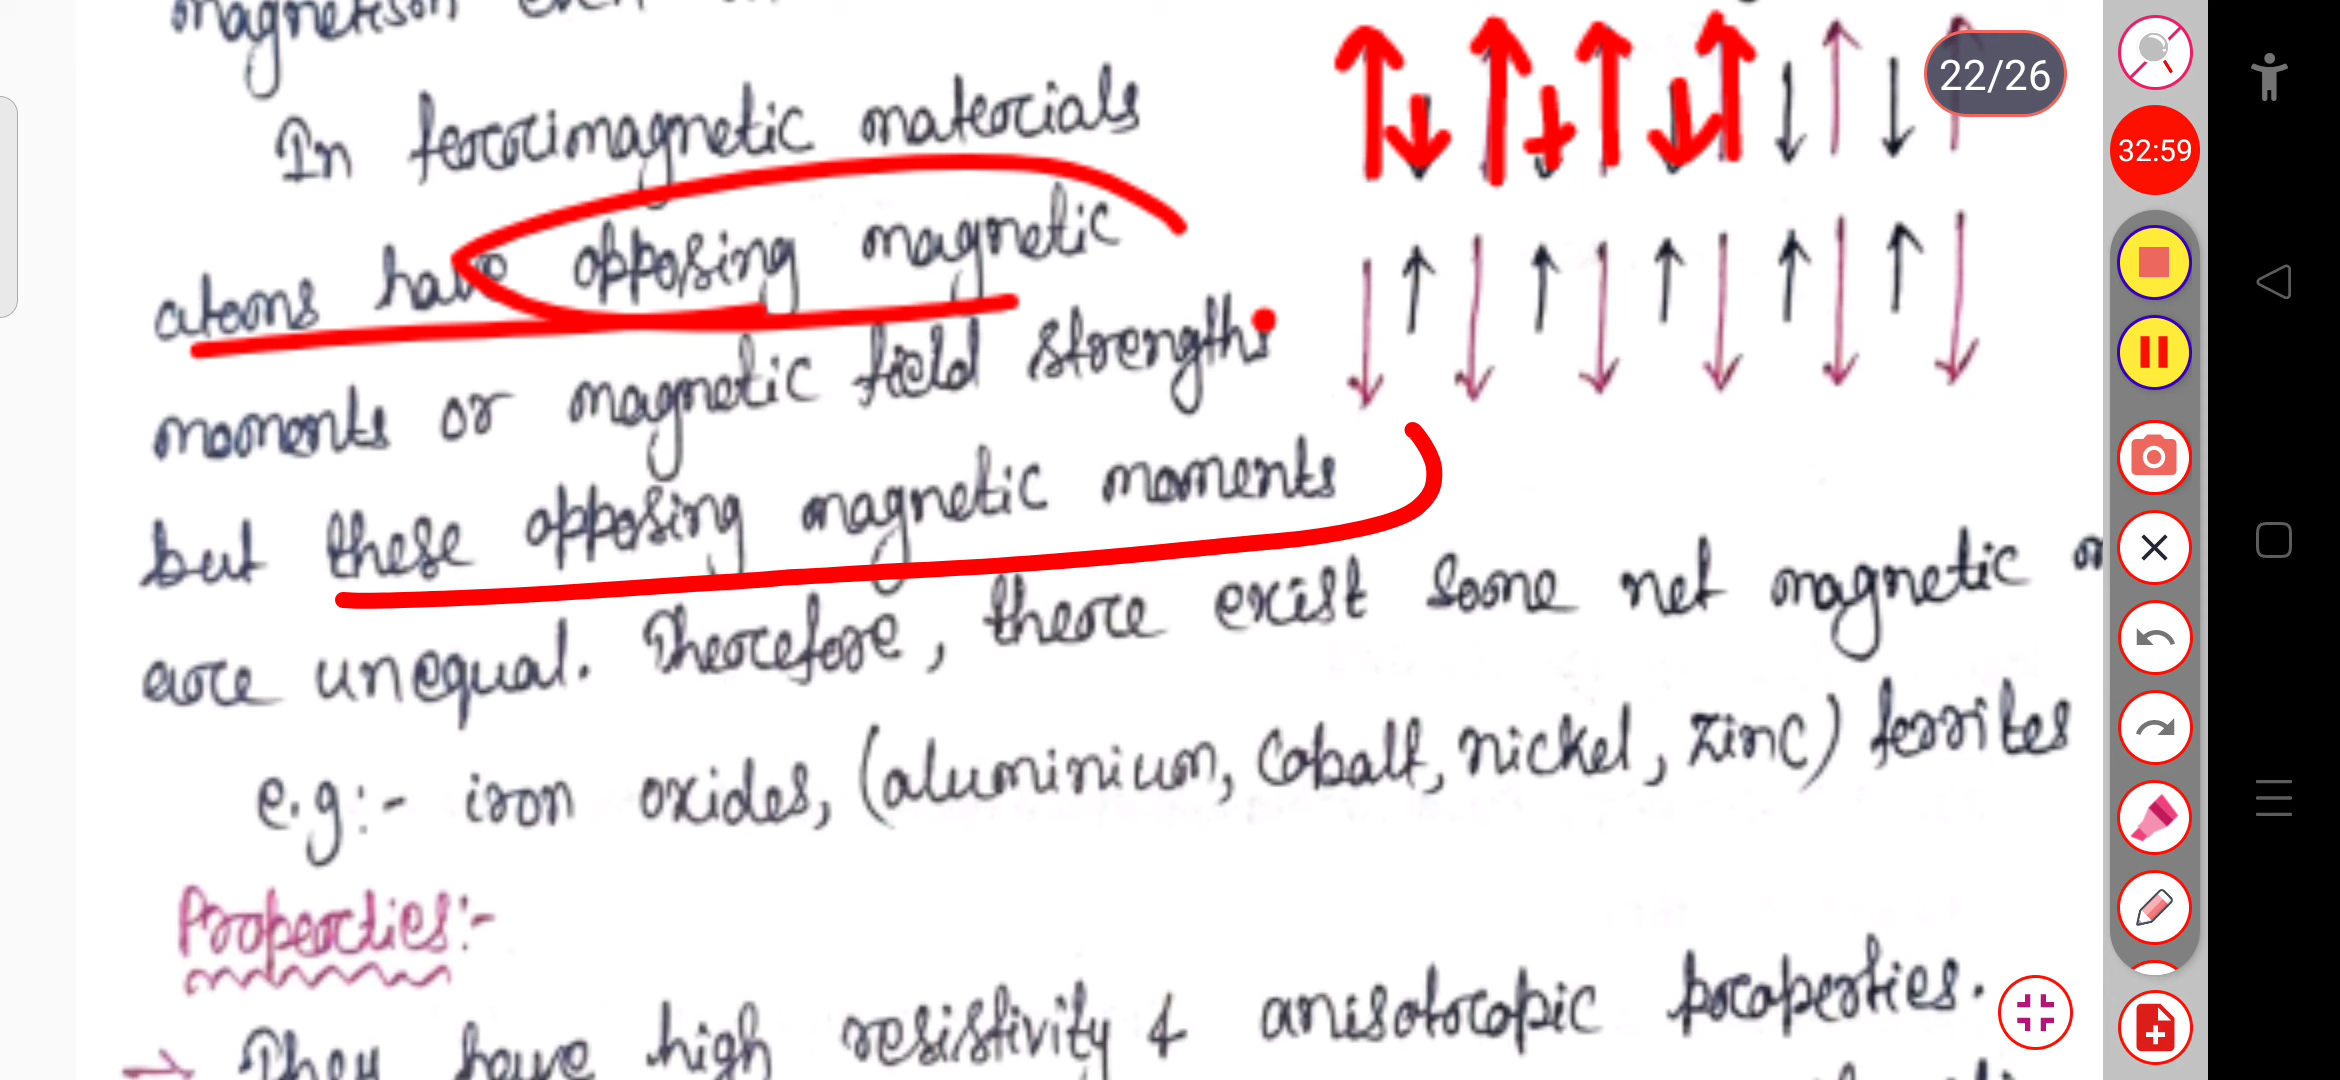 magnetism even
22/26
In ferrimagnetic materials
32:59
atoms have opposing magnetic
moments or magnetic field strengths
but these opposing magnetic moments
are unequal. Therefore, there exist some net magnetic m
e.g:- iron oxides, (aluminium, Cobalt, nickel, Zinc) ferrites
Properties:-
⇒ They have high resistivity & anisotropic properties.